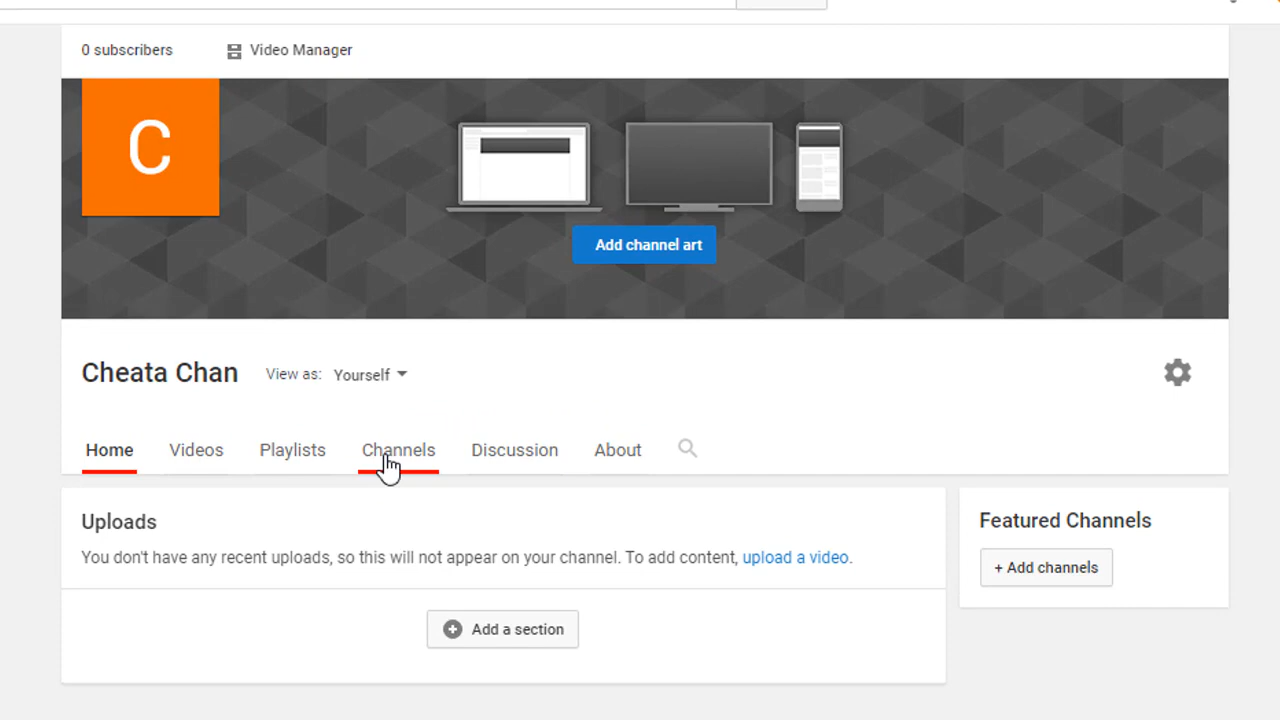 0 subscribers Video Manager
C
Add channel art
Cheata Chan View as: Yourself
Home Videos Playlists Channels Discussion About
Uploads
You don't have any recent uploads, so this will not appear on your channel. To add content, upload a video.
Add a section
Featured Channels
+ Add channels